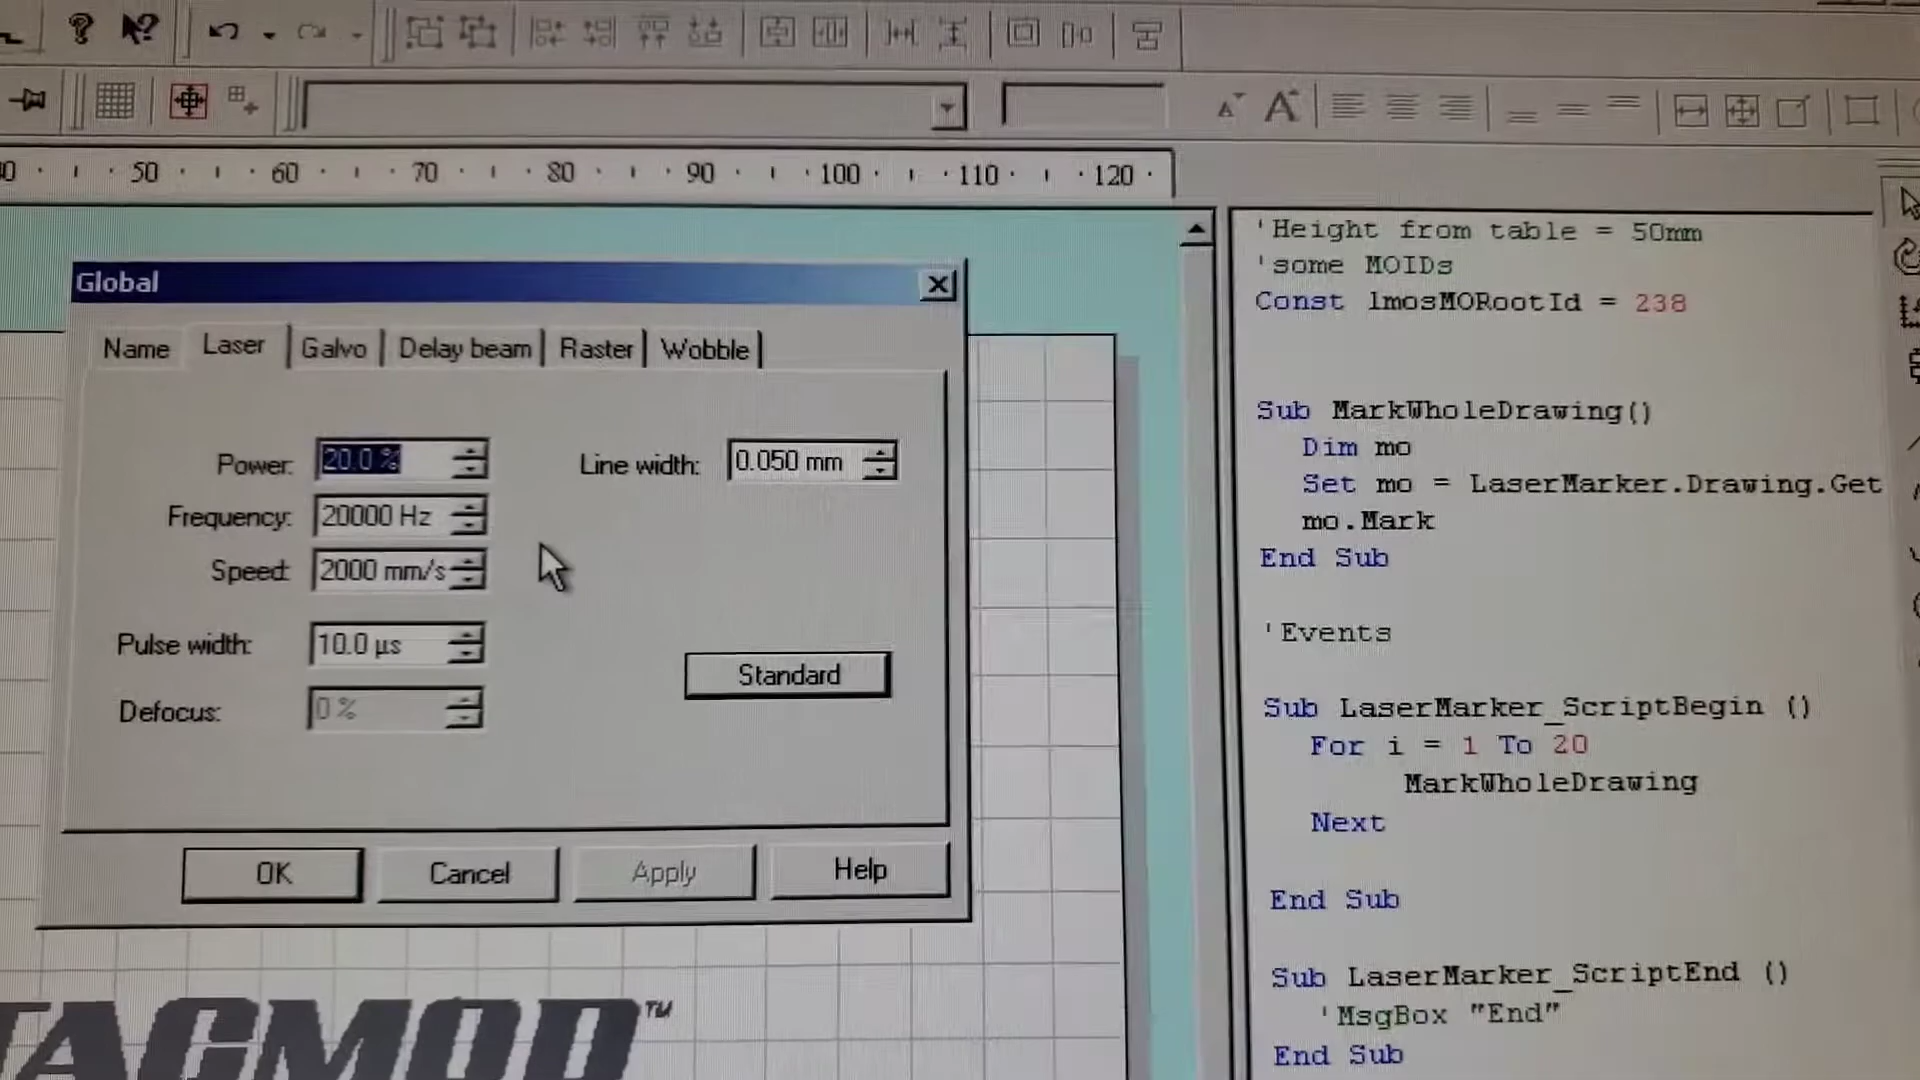 50 60 70 80 90 100 110 120
Global
Name Laser Galvo Delay beam Raster Wobble
Power: 20.0 % Line width: 0.050 mm
Frequency: 20000 Hz
Speed: 2000 mm/s
Pulse width: 10.0 µs
Standard
Defocus: 0 %
OK Cancel Apply Help
TACMOD™
'Height from table = 50mm
'some MOIDs
Const lmosMORootId = 238
Sub MarkWholeDrawing()
Dim mo
Set mo = LaserMarker.Drawing.Get
mo.Mark
End Sub
'Events
Sub LaserMarker_ScriptBegin ()
For i = 1 To 20
MarkWholeDrawing
Next
End Sub
Sub LaserMarker_ScriptEnd ()
'MsgBox "End"
End Sub